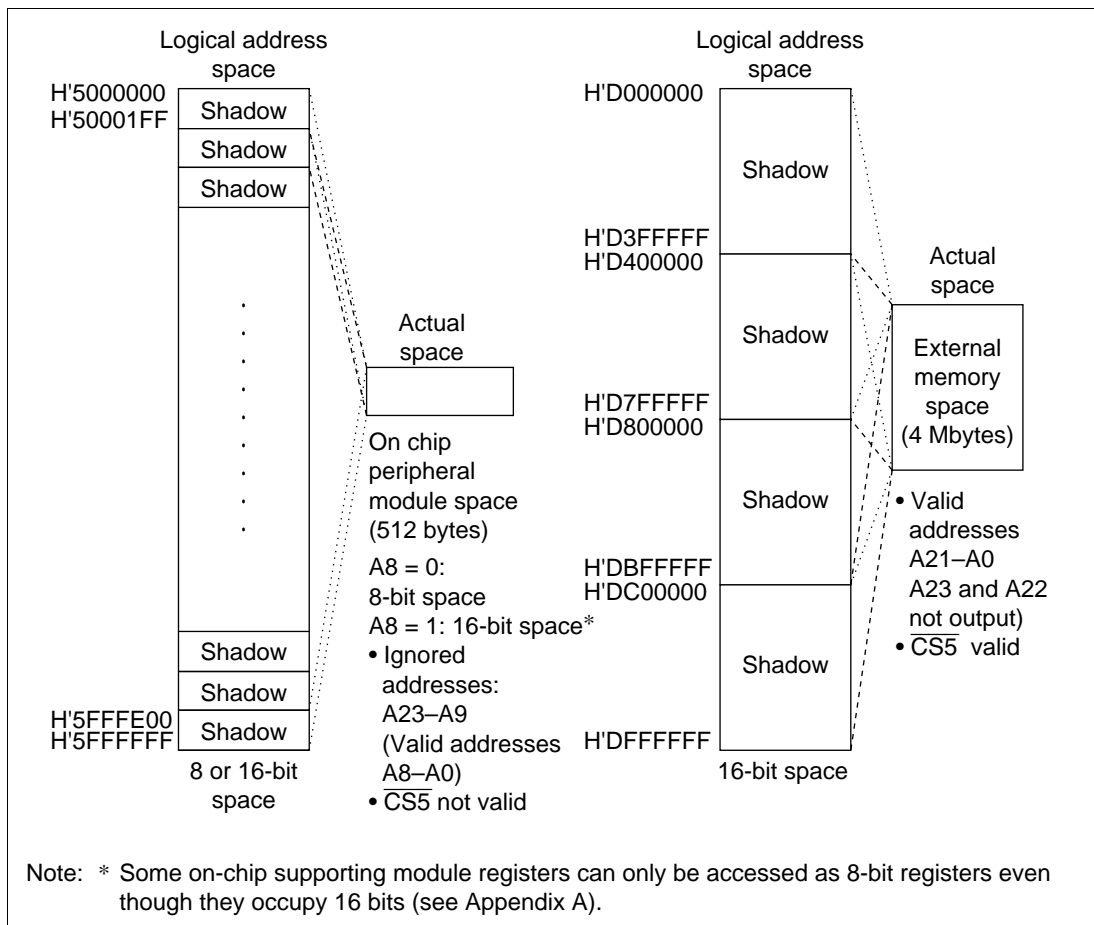 Logical address
space
H'5000000
H'50001FF
Shadow
Shadow
Shadow
Shadow
Shadow
H'5FFFE00
H'5FFFFFF
Shadow
8 or 16-bit
space
Actual
space
On chip
peripheral
module space
(512 bytes)
A8 = 0:
8-bit space
A8 = 1: 16-bit space*
• Ignored
addresses:
A23–A9
(Valid addresses
A8–A0)
• CS5 not valid
Logical address
space
H'D000000
Shadow
H'D3FFFFF
H'D400000
Shadow
H'D7FFFFF
H'D800000
Shadow
H'DBFFFFF
H'DC00000
Shadow
H'DFFFFFF
16-bit space
Actual
space
External
memory
space
(4 Mbytes)
• Valid
addresses
A21–A0
A23 and A22
not output)
• CS5 valid
Note: * Some on-chip supporting module registers can only be accessed as 8-bit registers even
though they occupy 16 bits (see Appendix A).